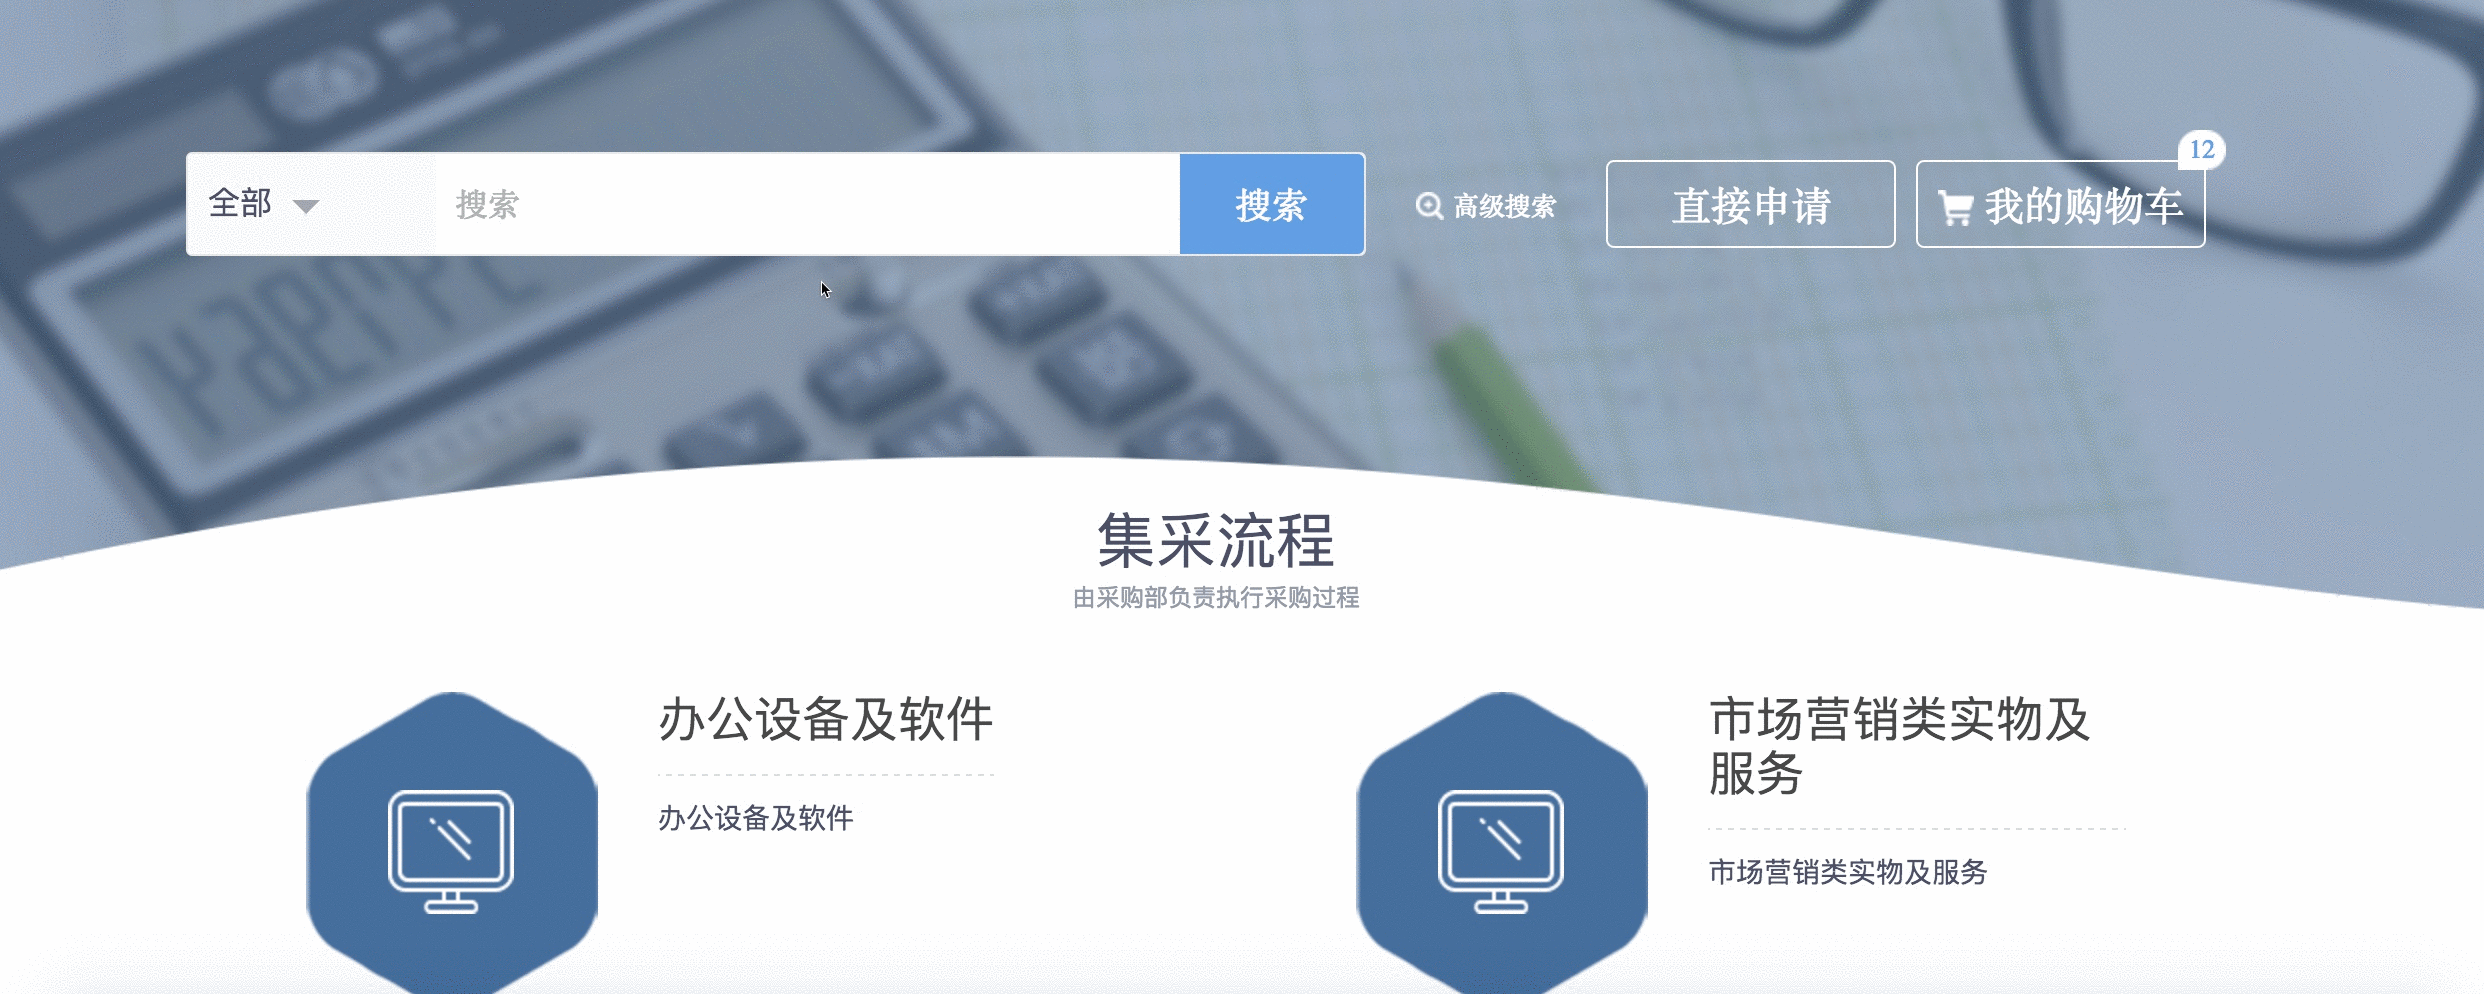 全部
搜索
搜索
高级搜索
直接申请
我的购物车
12
集采流程
由采购部负责执行采购过程
办公设备及软件
办公设备及软件
市场营销类实物及
服务
市场营销类实物及服务